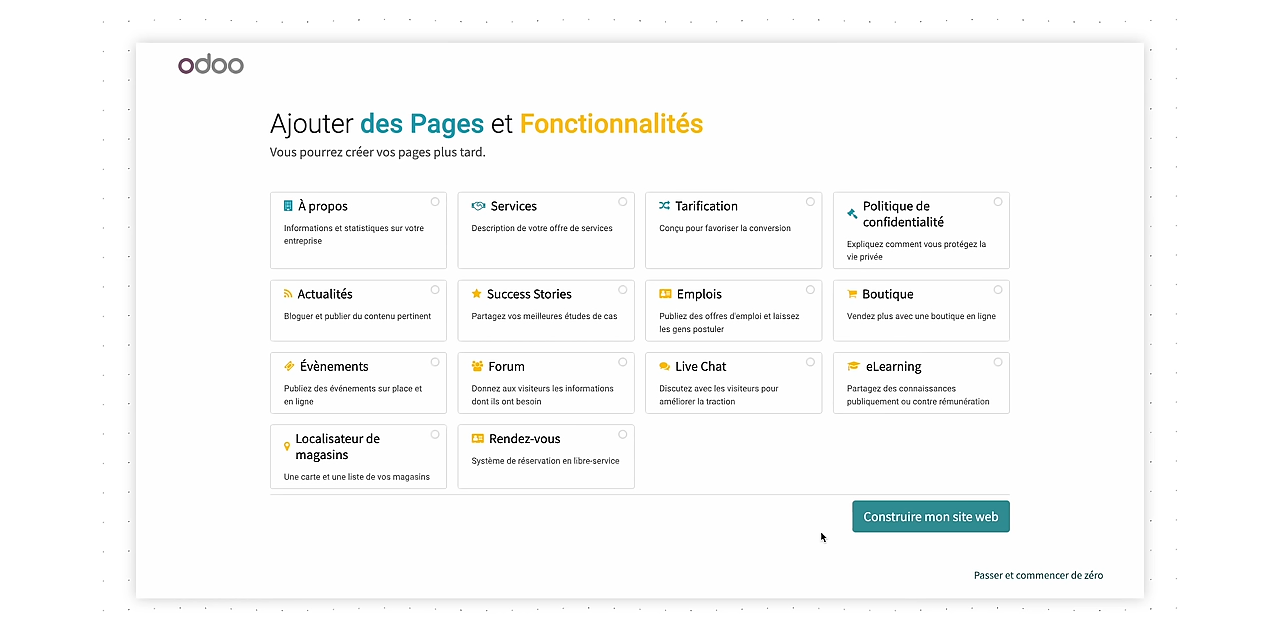 odoo
Ajouter des Pages et Fonctionnalités
Vous pourrez créer vos pages plus tard.
À propos
Informations et statistiques sur votre
entreprise
Services
Description de votre offre de services
Tarification
Conçu pour favoriser la conversion
Politique de
confidentialité
Expliquez comment vous protégez la
vie privée
Actualités
Bloguer et publier du contenu pertinent
Success Stories
Partagez vos meilleures études de cas
Emplois
Publiez des offres d'emploi et laissez
les gens postuler
Boutique
Vendez plus avec une boutique en ligne
Évènements
Publiez des événements sur place et
en ligne
Forum
Donnez aux visiteurs les informations
dont ils ont besoin
Live Chat
Discutez avec les visiteurs pour
améliorer la traction
eLearning
Partagez des connaissances
publiquement ou contre rémunération
Localisateur de
magasins
Une carte et une liste de vos magasins
Rendez-vous
Système de réservation en libre-service
Construire mon site web
Passer et commencer de zéro